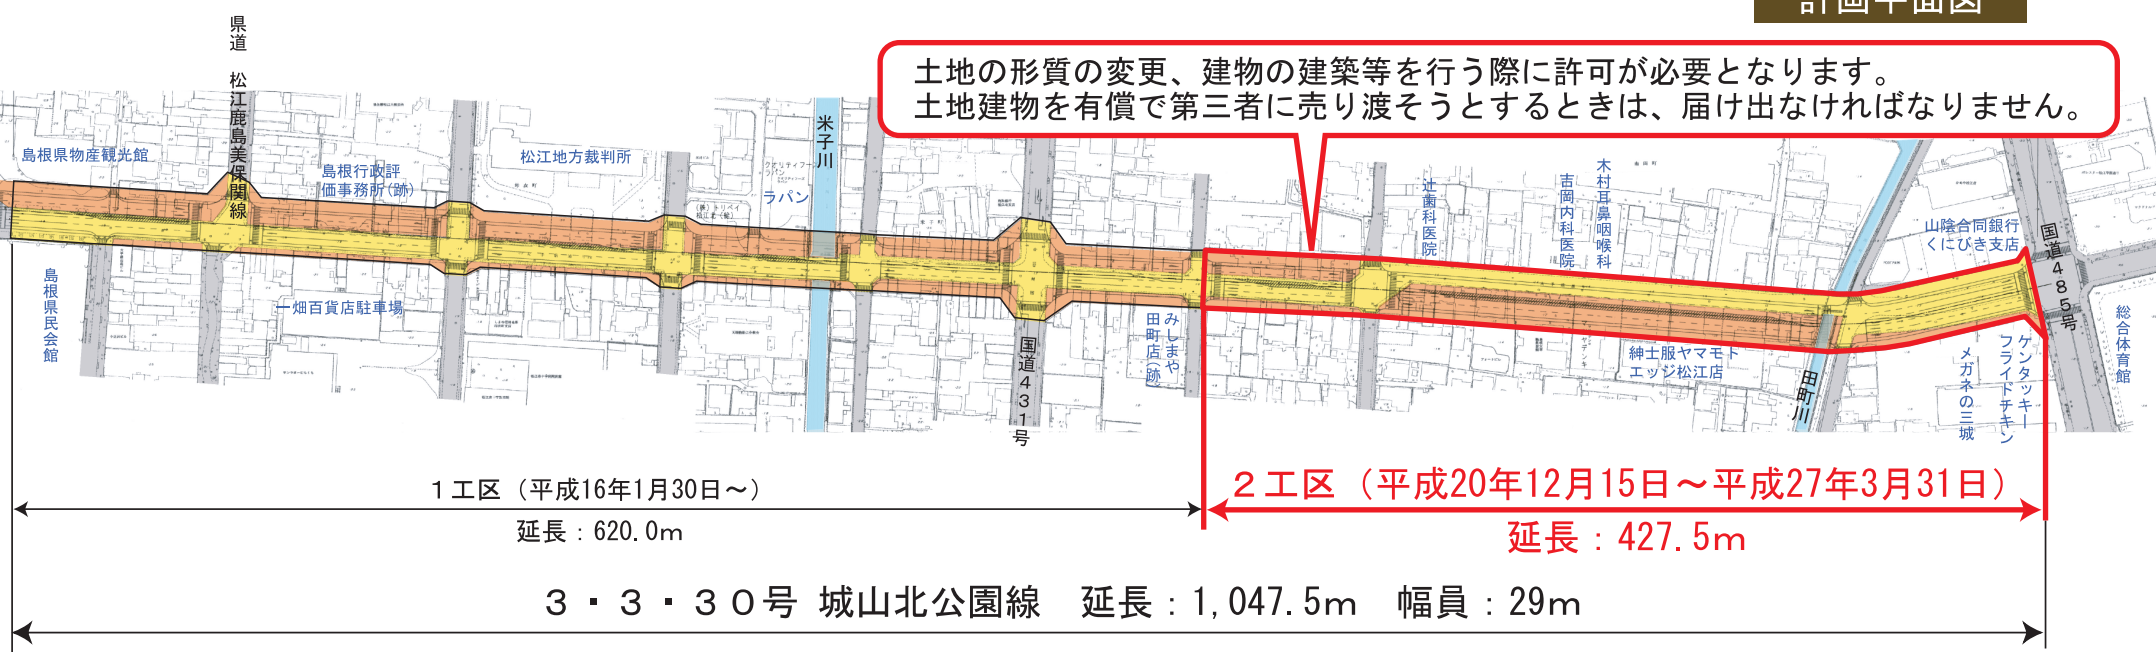 計画平面図
土地の形質の変更、建物の建築等を行う際に許可が必要となります。
土地建物を有償で第三者に売り渡そうとするときは、届け出なければなりません。
県道 松江鹿島美保関線
島根県物産観光館
島根行政評
価事務所(跡)
松江地方裁判所
米子川
ラパン
辻歯科医院
吉岡内科医院
木村耳鼻咽喉科
山陰合同銀行
くにびき支店
国道485号
島根県民会館
一畑百貨店駐車場
国道431号
みしまや
田町店(跡)
紳士服ヤマモト
エッジ松江店
田町川
メガネの三城
ケンタッキー
フライドチキン
総合体育館
1工区(平成16年1月30日～)
延長：620.0m
2工区(平成20年12月15日～平成27年3月31日)
延長：427.5m
3・3・30号 城山北公園線 延長：1,047.5m 幅員：29m